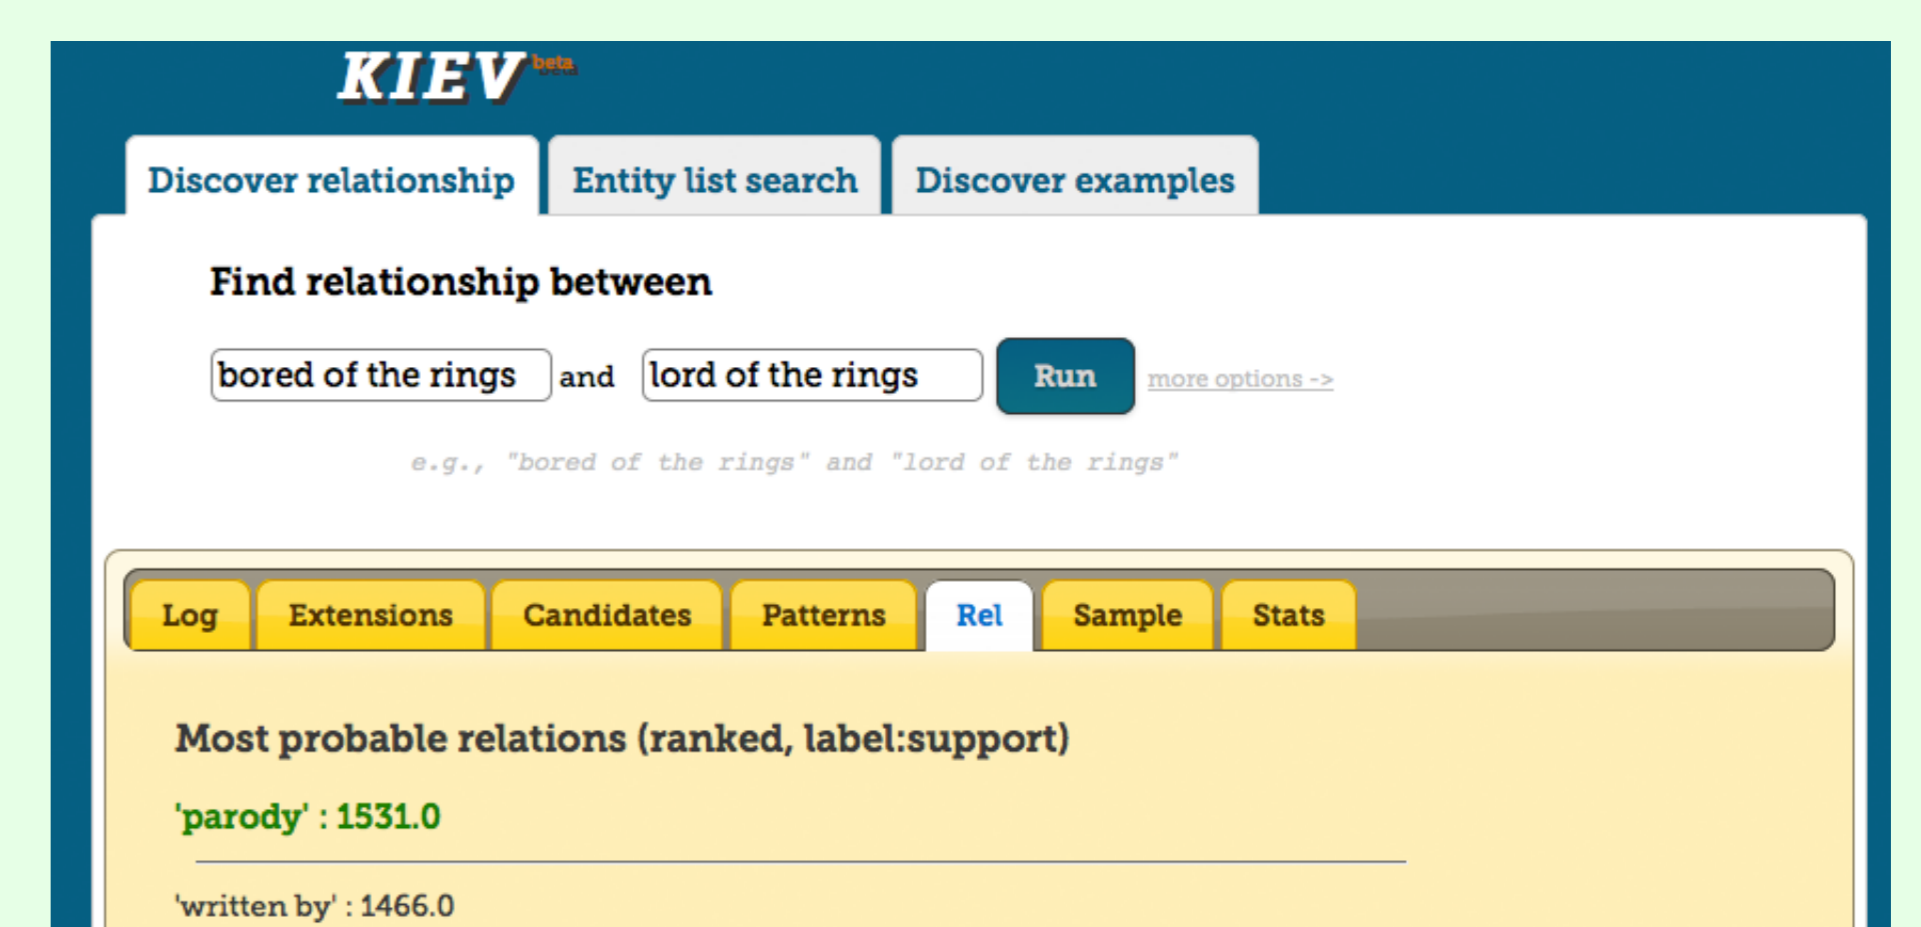 KIEV beta
Discover relationship Entity list search Discover examples
Find relationship between
bored of the rings and lord of the rings Run more options ->
e.g., "bored of the rings" and "lord of the rings"
Log Extensions Candidates Patterns Rel Sample Stats
Most probable relations (ranked, label:support)
'parody' : 1531.0
'written by' : 1466.0